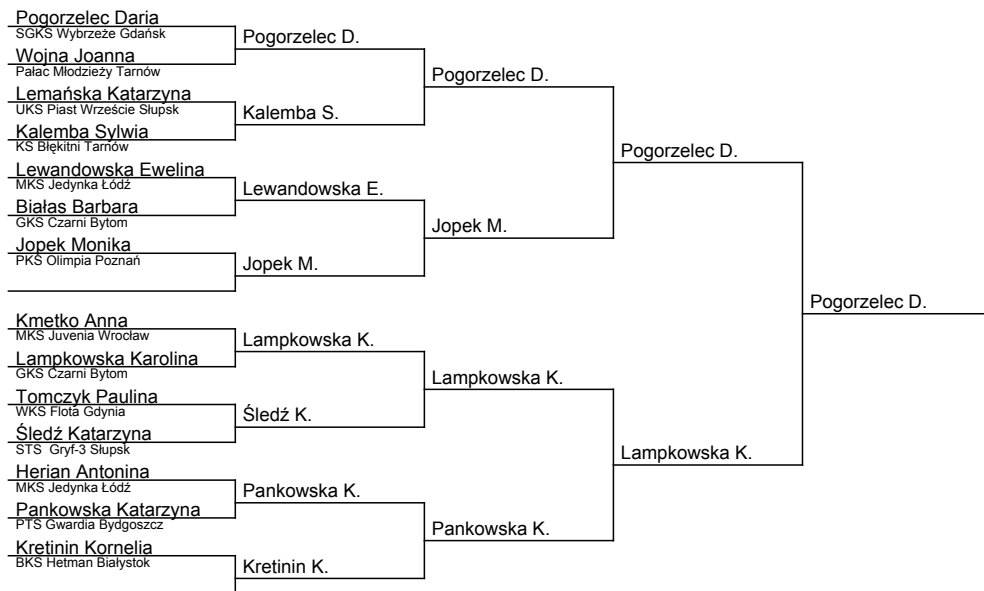 Pogorzelec Daria
SGKS Wybrzeże Gdańsk
Wojna Joanna
Pałac Młodzieży Tarnów
Lemańska Katarzyna
UKS Piast Wrzeście Słupsk
Kalemba Sylwia
KS Błękitni Tarnów
Lewandowska Ewelina
MKS Jedynka Łódź
Białas Barbara
GKS Czarni Bytom
Jopek Monika
PKS Olimpia Poznań
Kmetko Anna
MKS Juvenia Wrocław
Lampkowska Karolina
GKS Czarni Bytom
Tomczyk Paulina
WKS Flota Gdynia
Śledź Katarzyna
STS Gryf-3 Słupsk
Herian Antonina
MKS Jedynka Łódź
Pankowska Katarzyna
PTS Gwardia Bydgoszcz
Kretinin Kornelia
BKS Hetman Białystok
Pogorzelec D.
Kalemba S.
Lewandowska E.
Jopek M.
Lampkowska K.
Śledź K.
Pankowska K.
Kretinin K.
Pogorzelec D.
Jopek M.
Lampkowska K.
Pankowska K.
Pogorzelec D.
Lampkowska K.
Pogorzelec D.